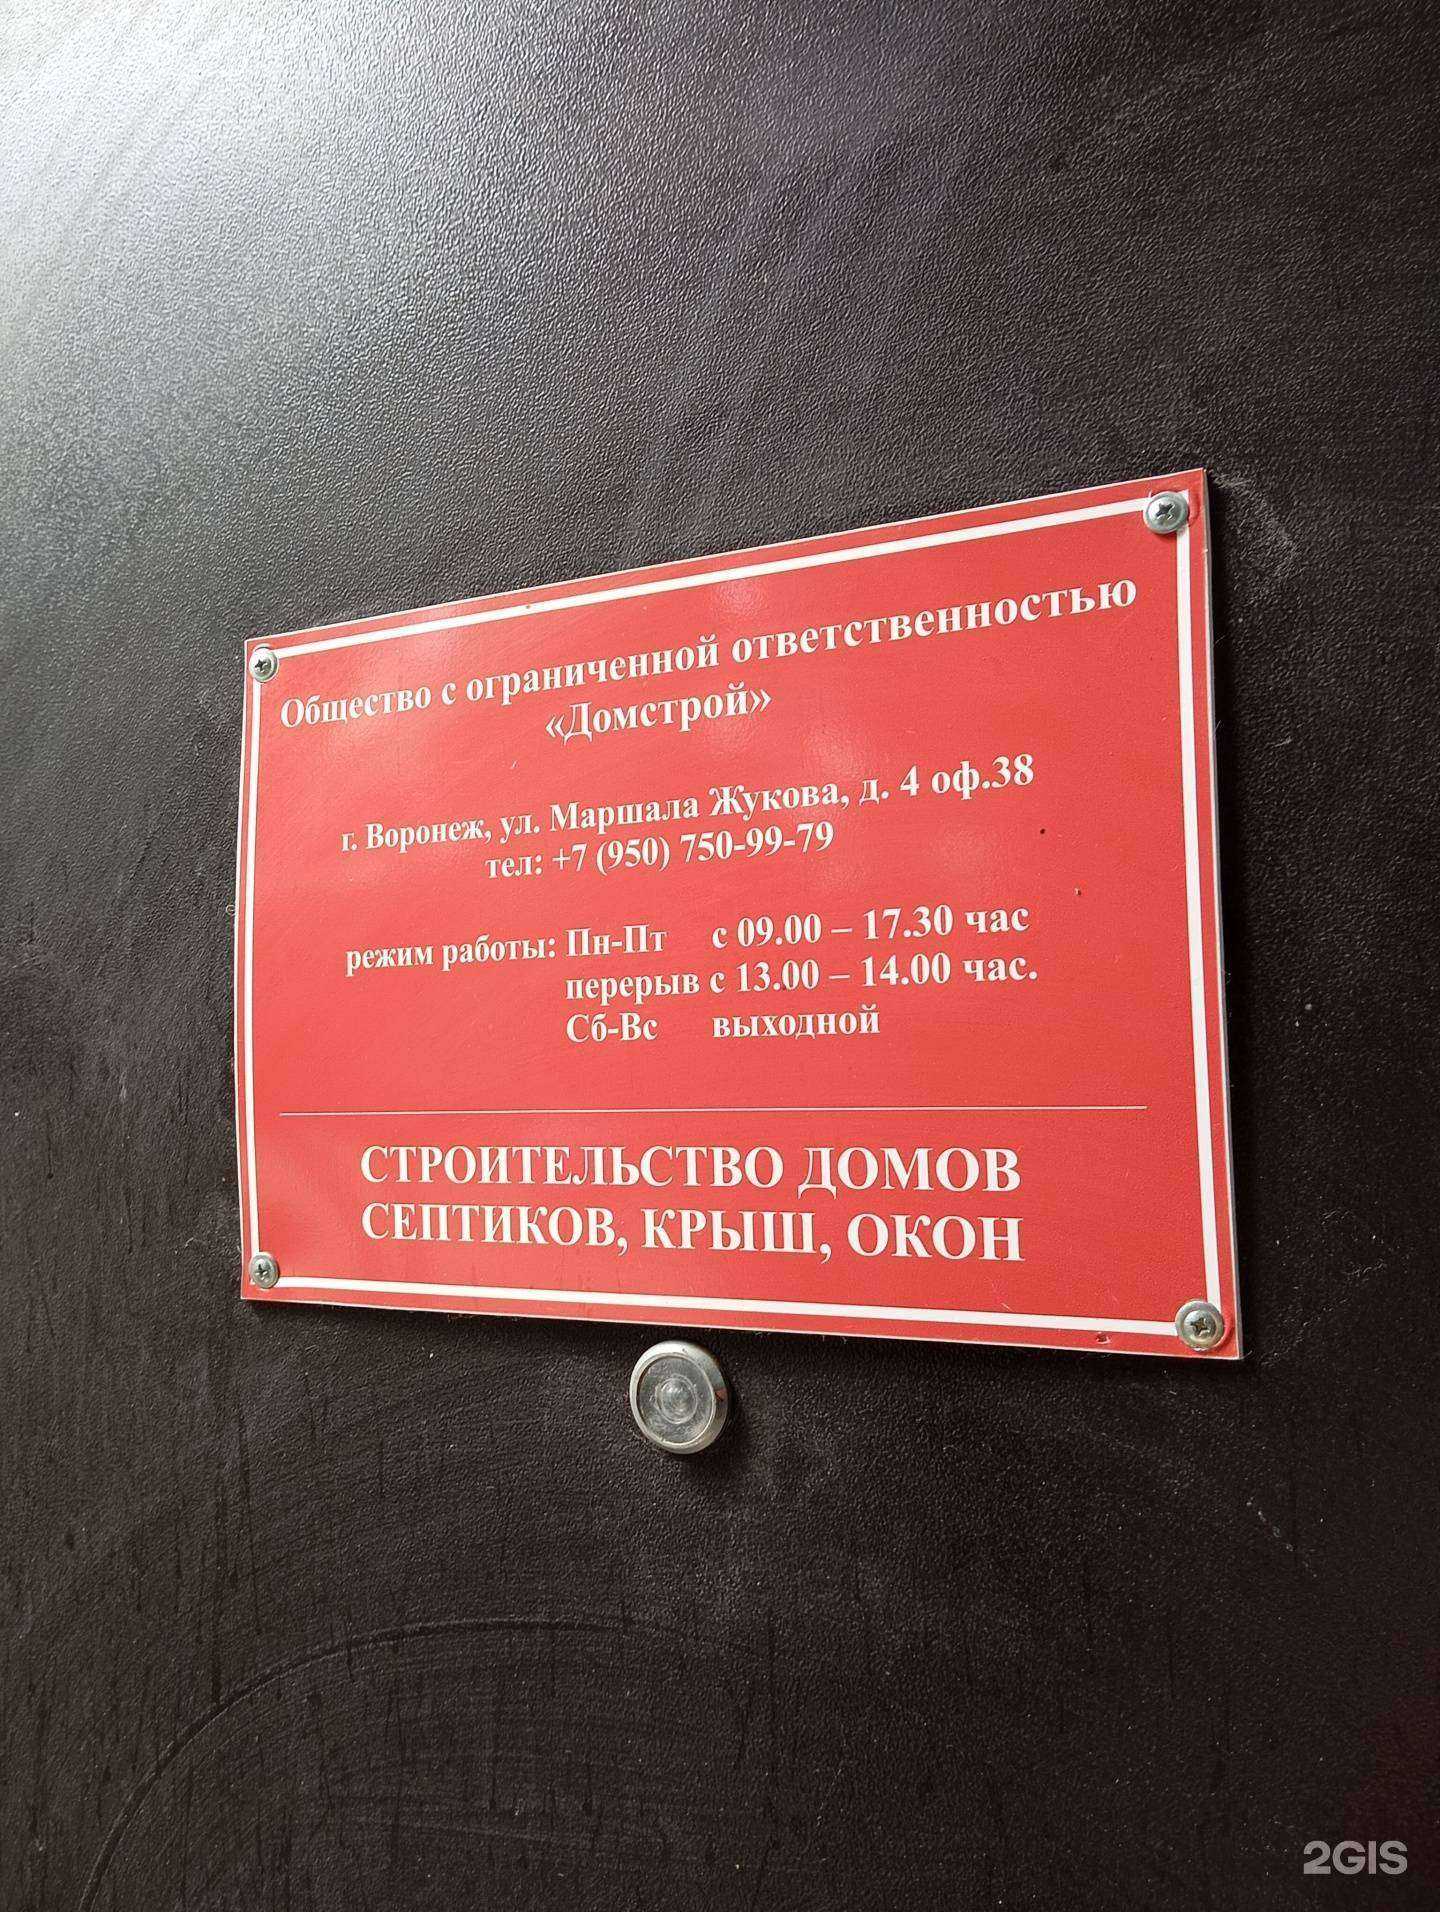 Общество с ограниченной ответственностью
«Домстрой»
г. Воронеж, ул. Маршала Жукова, д. 4 оф.38
тел: +7 (950) 750-99-79
режим работы: Пн-Пт с 09.00 – 17.30 час
перерыв с 13.00 – 14.00 час.
Сб-Вс выходной
СТРОИТЕЛЬСТВО ДОМОВ
СЕПТИКОВ, КРЫШ, ОКОН
2GIS